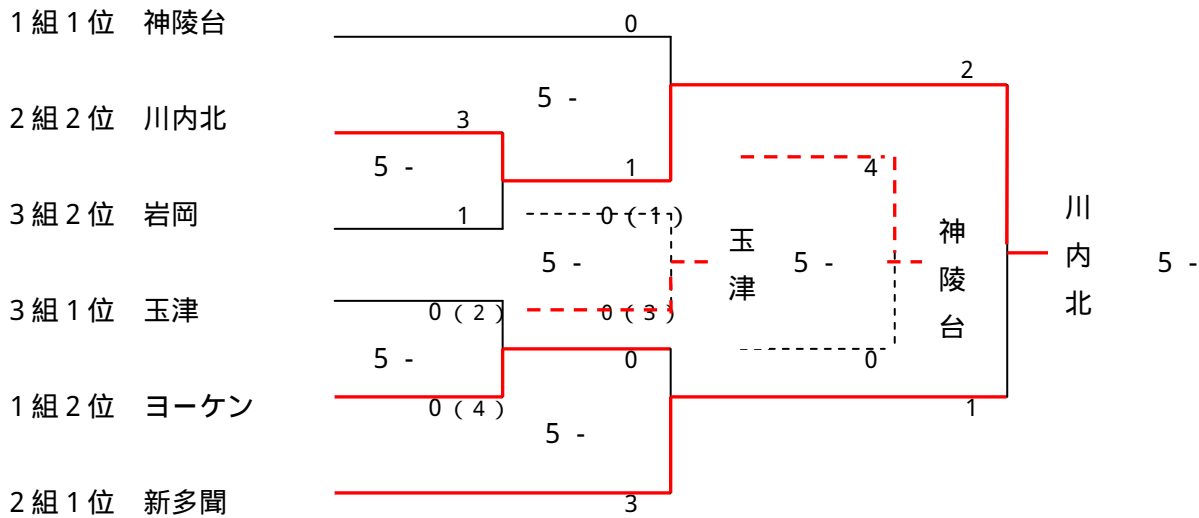 1組1位 神陵台
0
2
5 -
2組2位 川内北
3
5 -
1
4
3組2位 岩岡
1
0 ( 1 )
玉津
5 -
5 -
神陵台
川内北
5 -
3組1位 玉津
0 ( 2 )
0 ( 3 )
5 -
0
0
1組2位 ヨーケン
0 ( 4 )
1
5 -
2組1位 新多聞
3